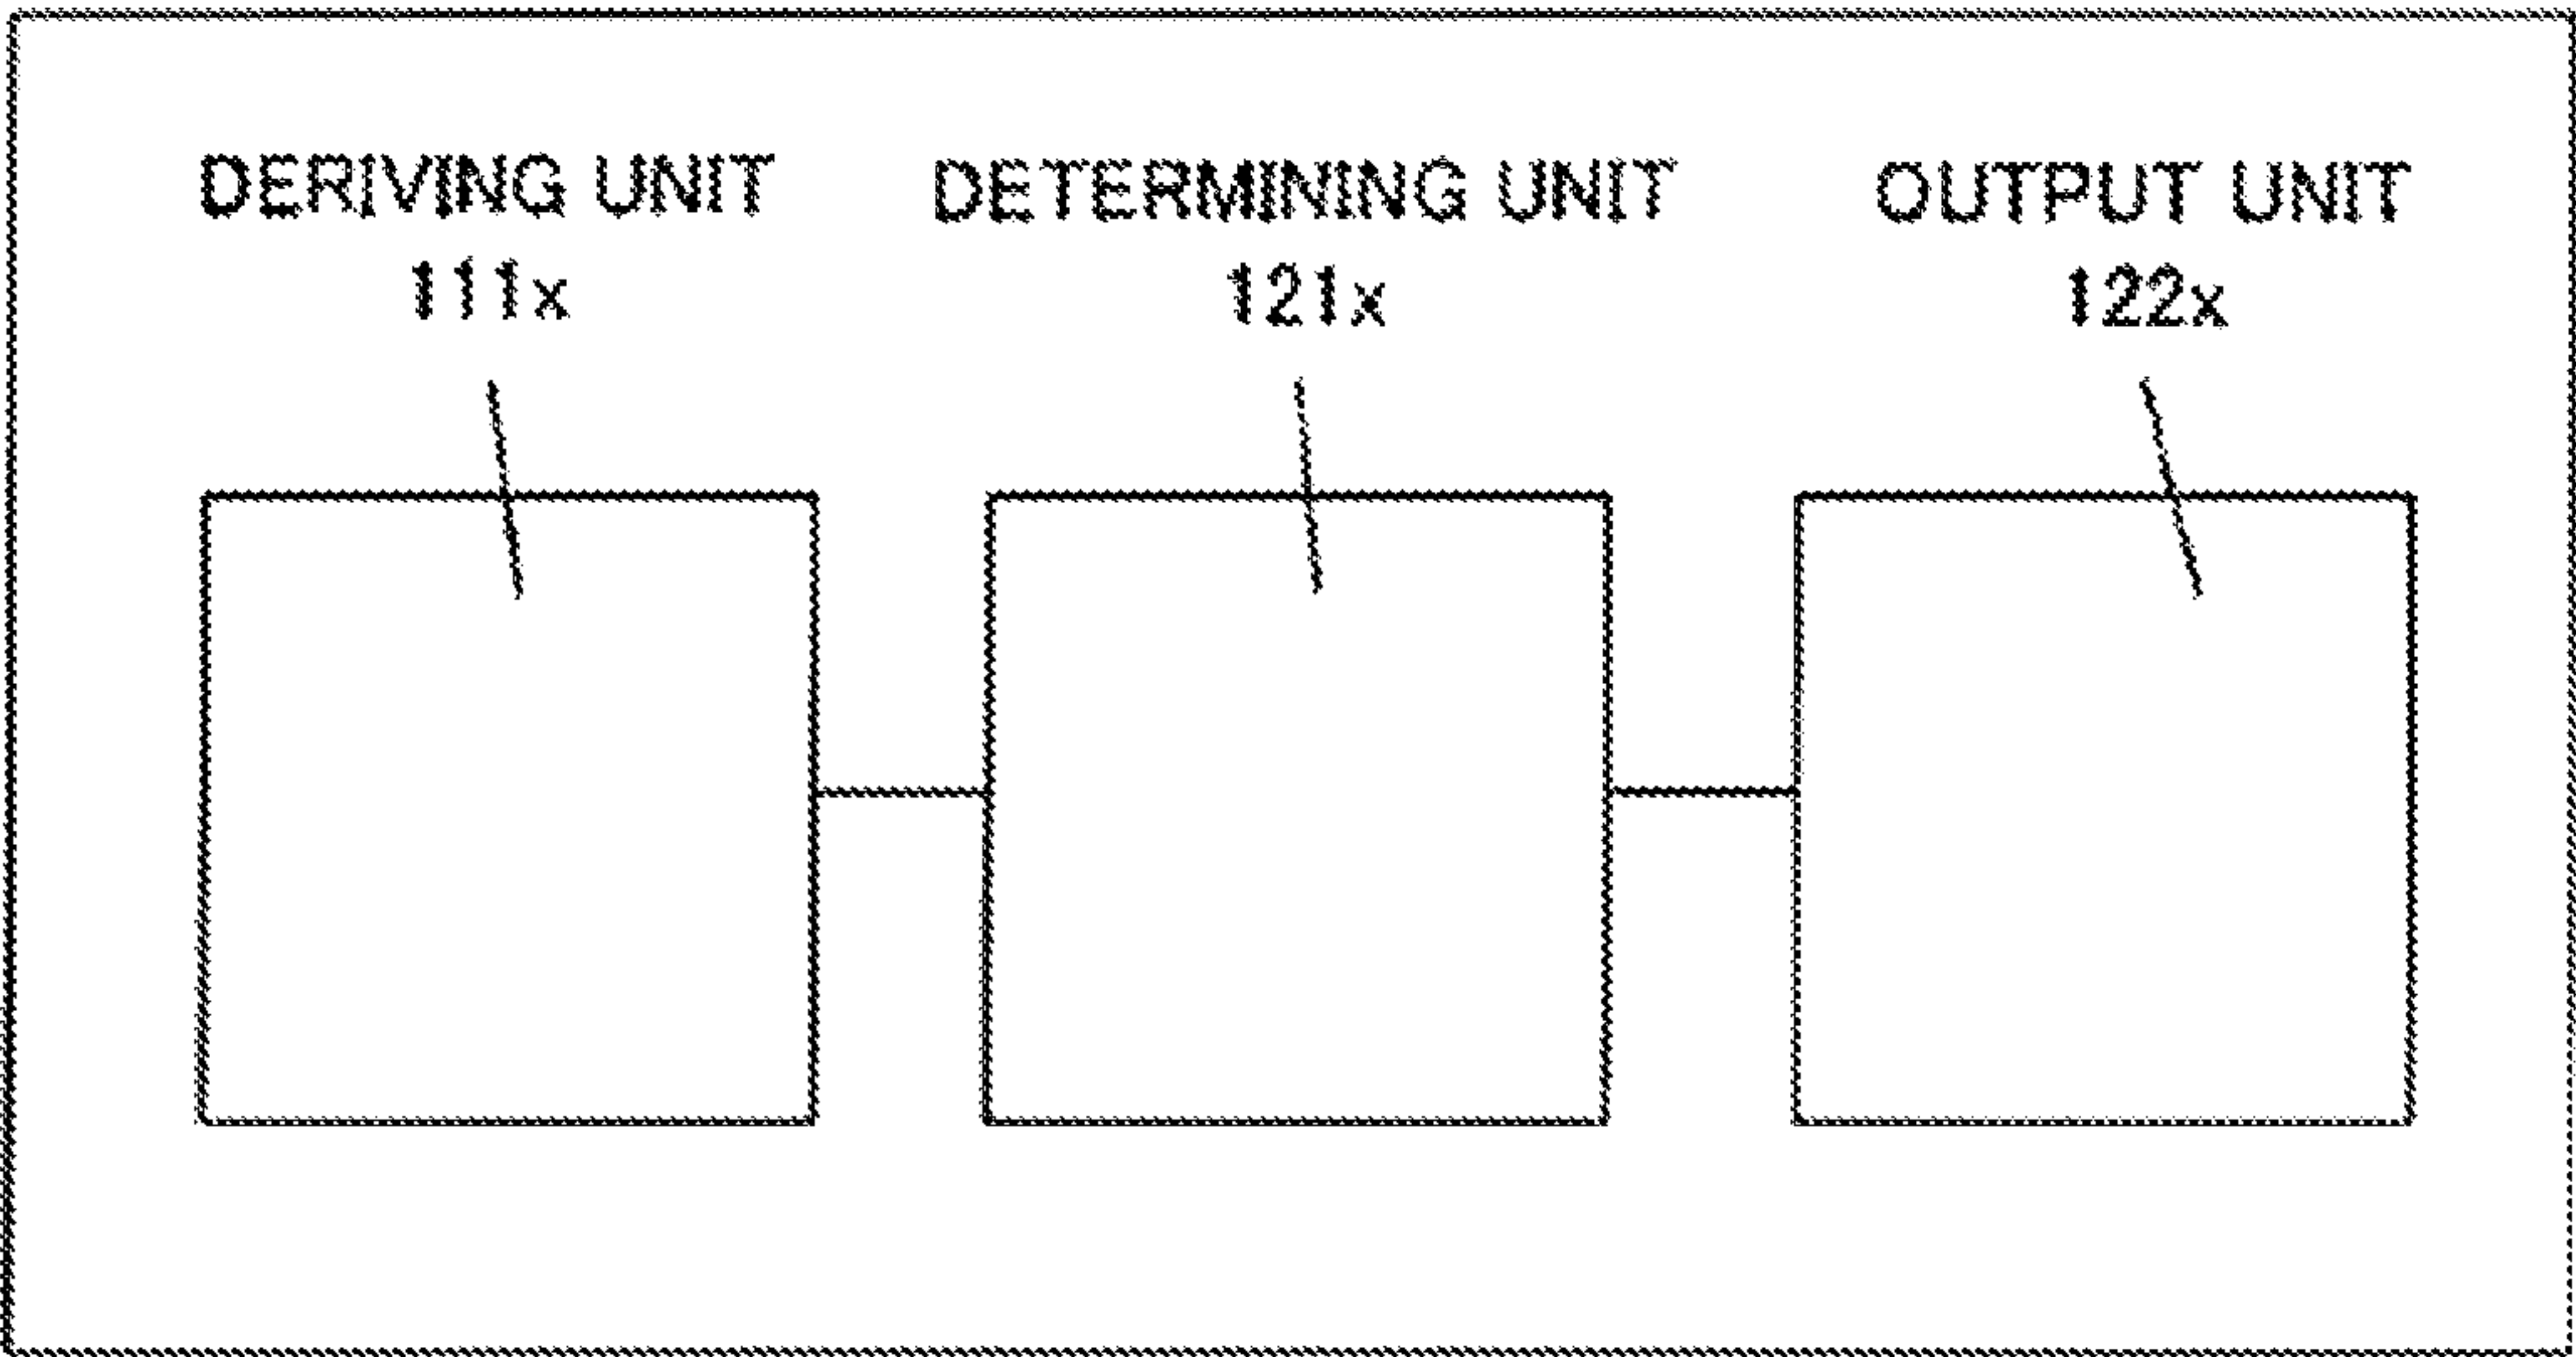 DERIVING UNIT
111x
DETERMINING UNIT
121x
OUTPUT UNIT
122x